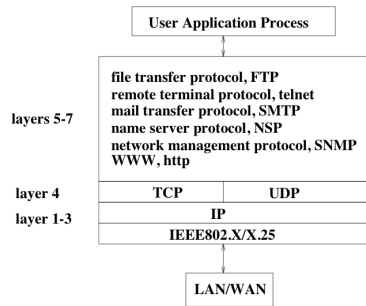 User Application Process
file transfer protocol, FTP
remote terminal protocol, telnet
mail transfer protocol, SMTP
name server protocol, NSP
network management protocol, SNMP
WWW, http
layers 5-7
layer 4
TCP
UDP
layer 1-3
IP
IEEE802.X/X.25
LAN/WAN